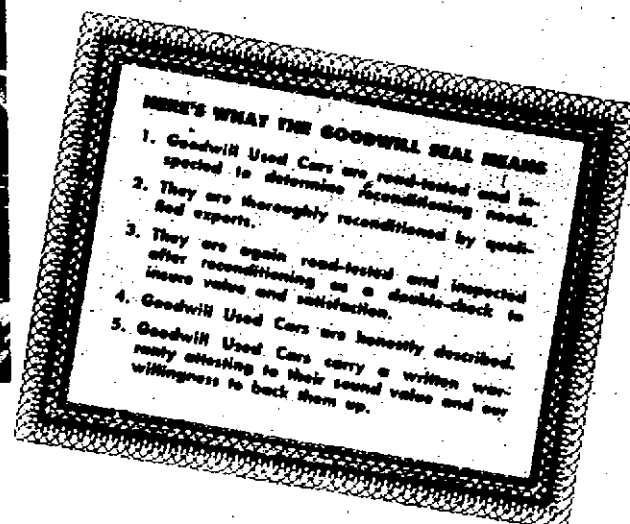 HERE'S WHAT THE GOODWILL SEAL MEANS
1. Goodwill Used Cars are road-tested and in-
spected to determine reconditioning needs.
2. They are thoroughly reconditioned by quali-
fied experts.
3. They are again road-tested and inspected
after reconditioning as a double-check to
insure value and satisfaction.
4. Goodwill Used Cars are honestly described.
5. Goodwill Used Cars carry a written war-
ranty attesting to their sound value and our
willingness to back them up.